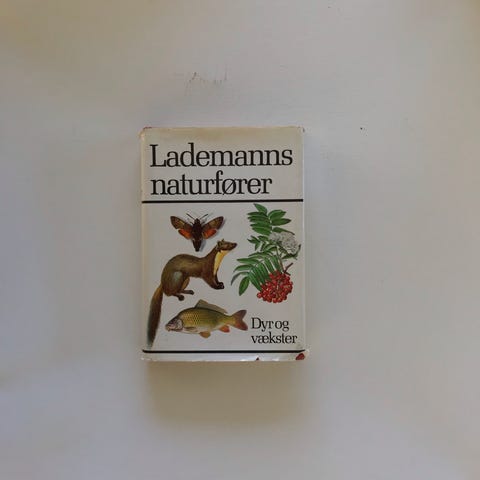 Lademanns
naturfører
Dyr og
vækster